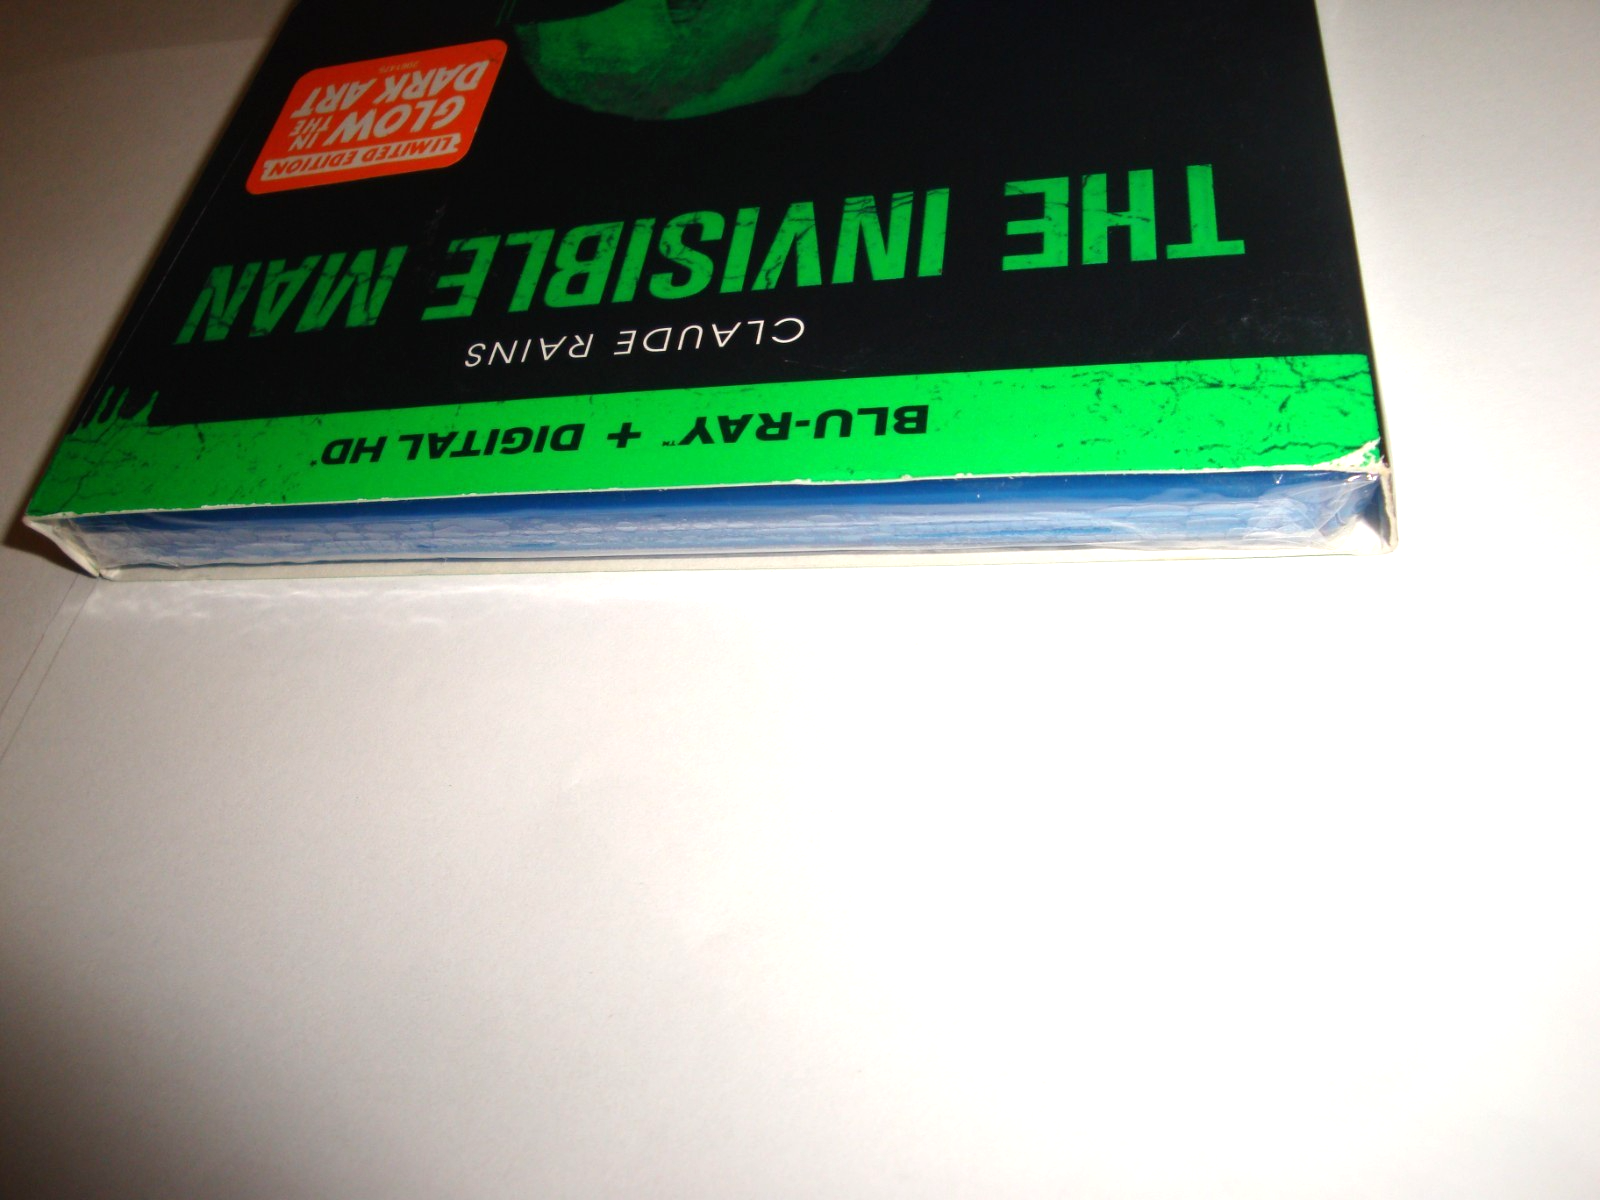 BLU-RAY™ + DIGITAL HD
CLAUDE RAINS
THE INVISIBLE MAN
LIMITED EDITION
GLOW IN THE
DARK ART